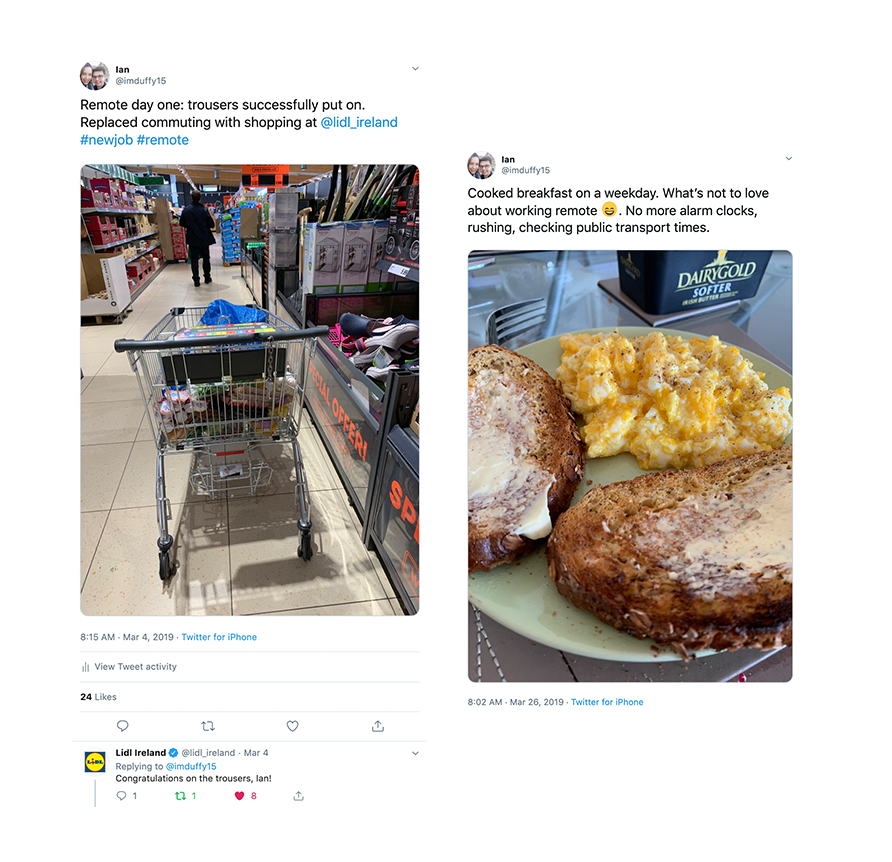 Ian
@imduffy15
Remote day one: trousers successfully put on.
Replaced commuting with shopping at @lidl_ireland
#newjob #remote
SPECIAL OFFER!
8:15 AM · Mar 4, 2019 · Twitter for iPhone
View Tweet activity
24 Likes
Lidl Ireland @lidl_ireland · Mar 4
Replying to @imduffy15
Congratulations on the trousers, Ian!
1 1 8
Ian
@imduffy15
Cooked breakfast on a weekday. What's not to love
about working remote 😄. No more alarm clocks,
rushing, checking public transport times.
DAIRYGOLD
SOFTER
IRISH BUTTER
8:02 AM · Mar 26, 2019 · Twitter for iPhone